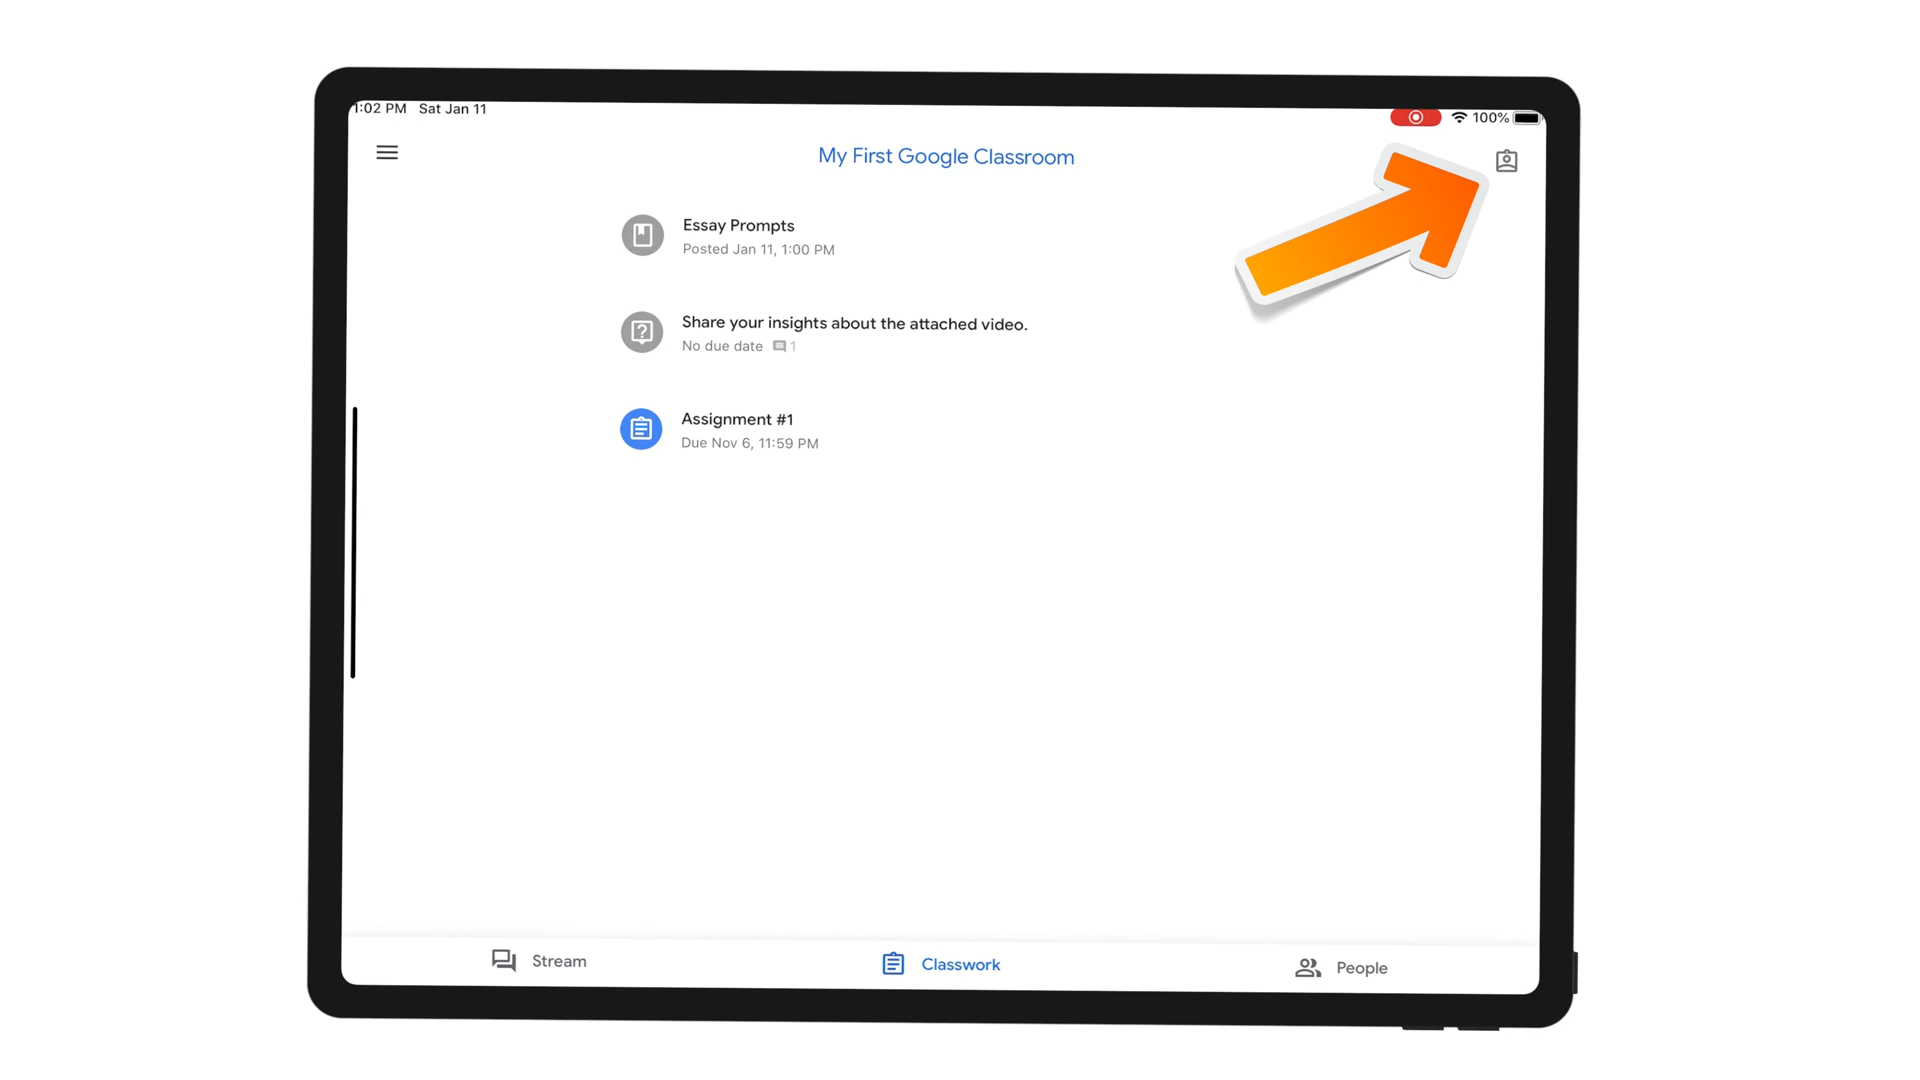 1:02 PM Sat Jan 11
100%
My First Google Classroom
Essay Prompts
Posted Jan 11, 1:00 PM
Share your insights about the attached video.
No due date 1
Assignment #1
Due Nov 6, 11:59 PM
Stream Classwork People